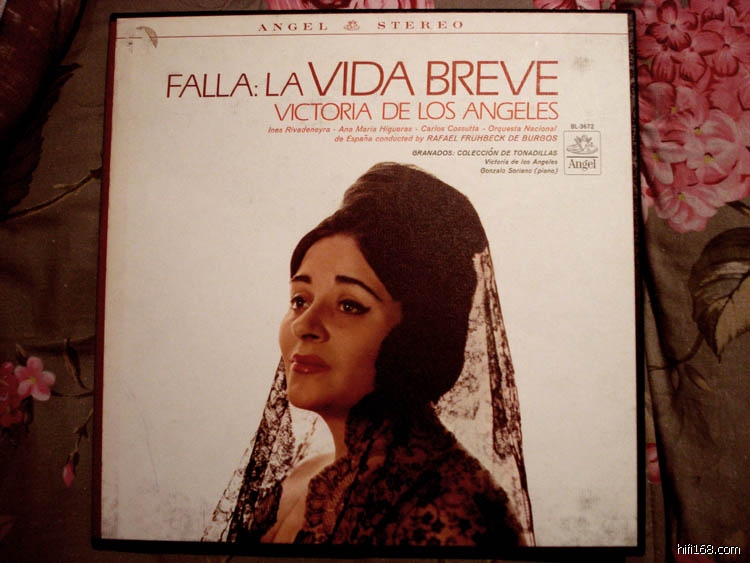 ANGEL STEREO
FALLA: LA VIDA BREVE
VICTORIA DE LOS ANGELES
Ines Rivadeneyra - Ana Maria Higueras - Carlos Cossutta - Orquesta Nacional
de España conducted by RAFAEL FRÜHBECK DE BURGOS
BL-3672
GRANADOS: COLECCIÓN DE TONADILLAS
Victoria de los Angeles
Gonzalo Soriano (piano)
Angel
hifi168.com